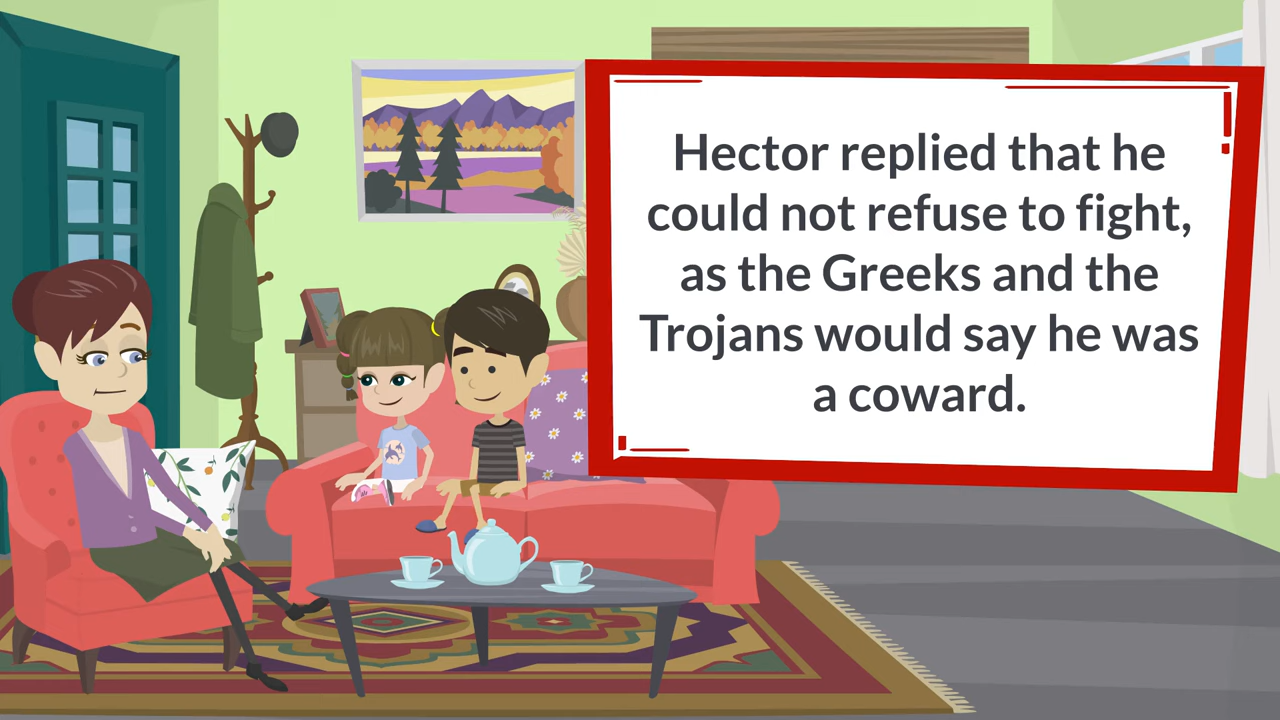 Hector replied that he
could not refuse to fight,
as the Greeks and the
Trojans would say he was
a coward.